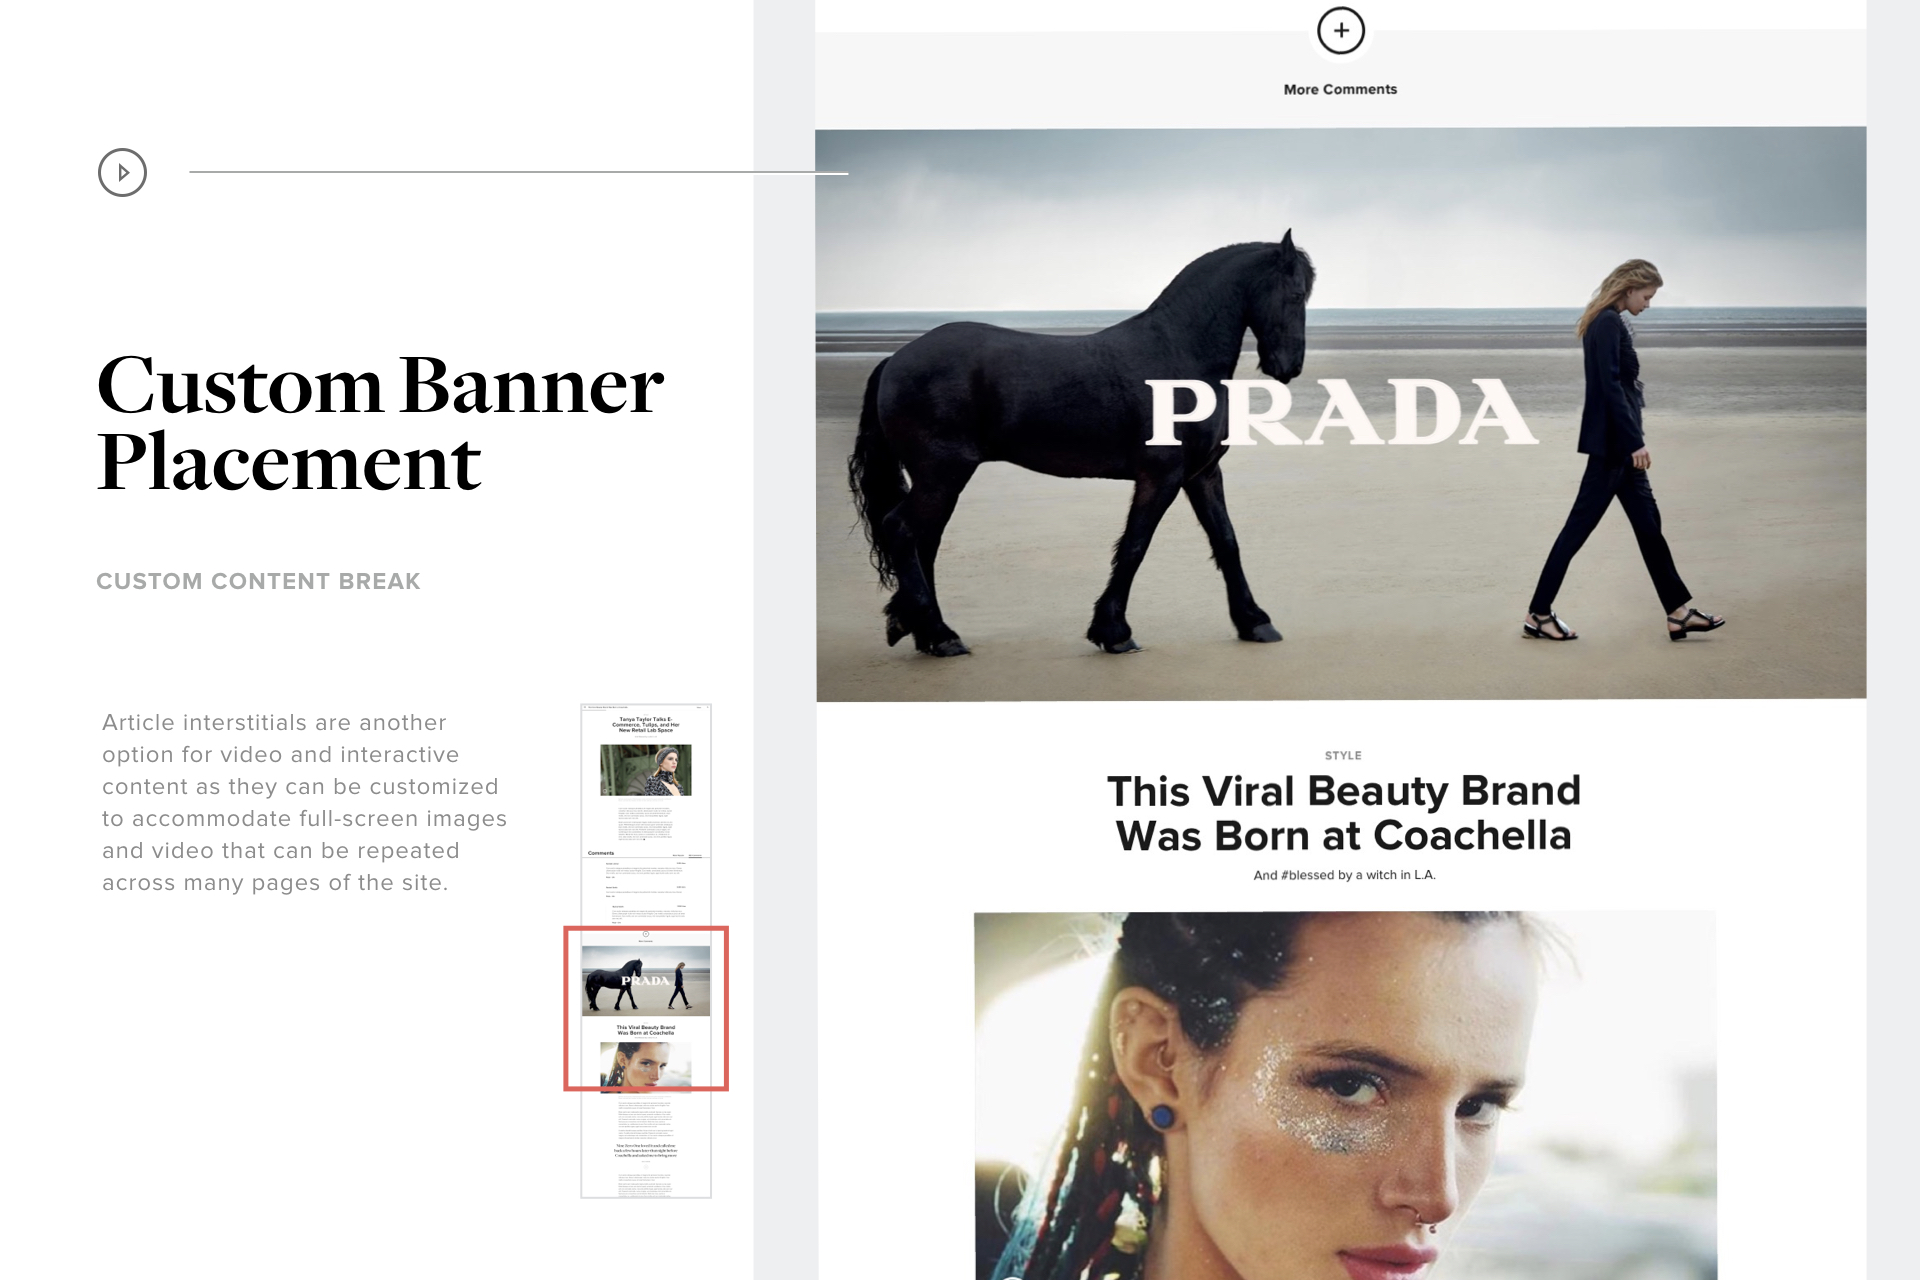 Custom Banner
Placement
CUSTOM CONTENT BREAK
Article interstitials are another
option for video and interactive
content as they can be customized
to accommodate full-screen images
and video that can be repeated
across many pages of the site.
Tanya Taylor Talks E-
Commerce, Tulips, and Her
New Retail Lab Space
Comments
PRADA
This Viral Beauty Brand
Was Born at Coachella
More Comments
PRADA
STYLE
This Viral Beauty Brand
Was Born at Coachella
And #blessed by a witch in L.A.